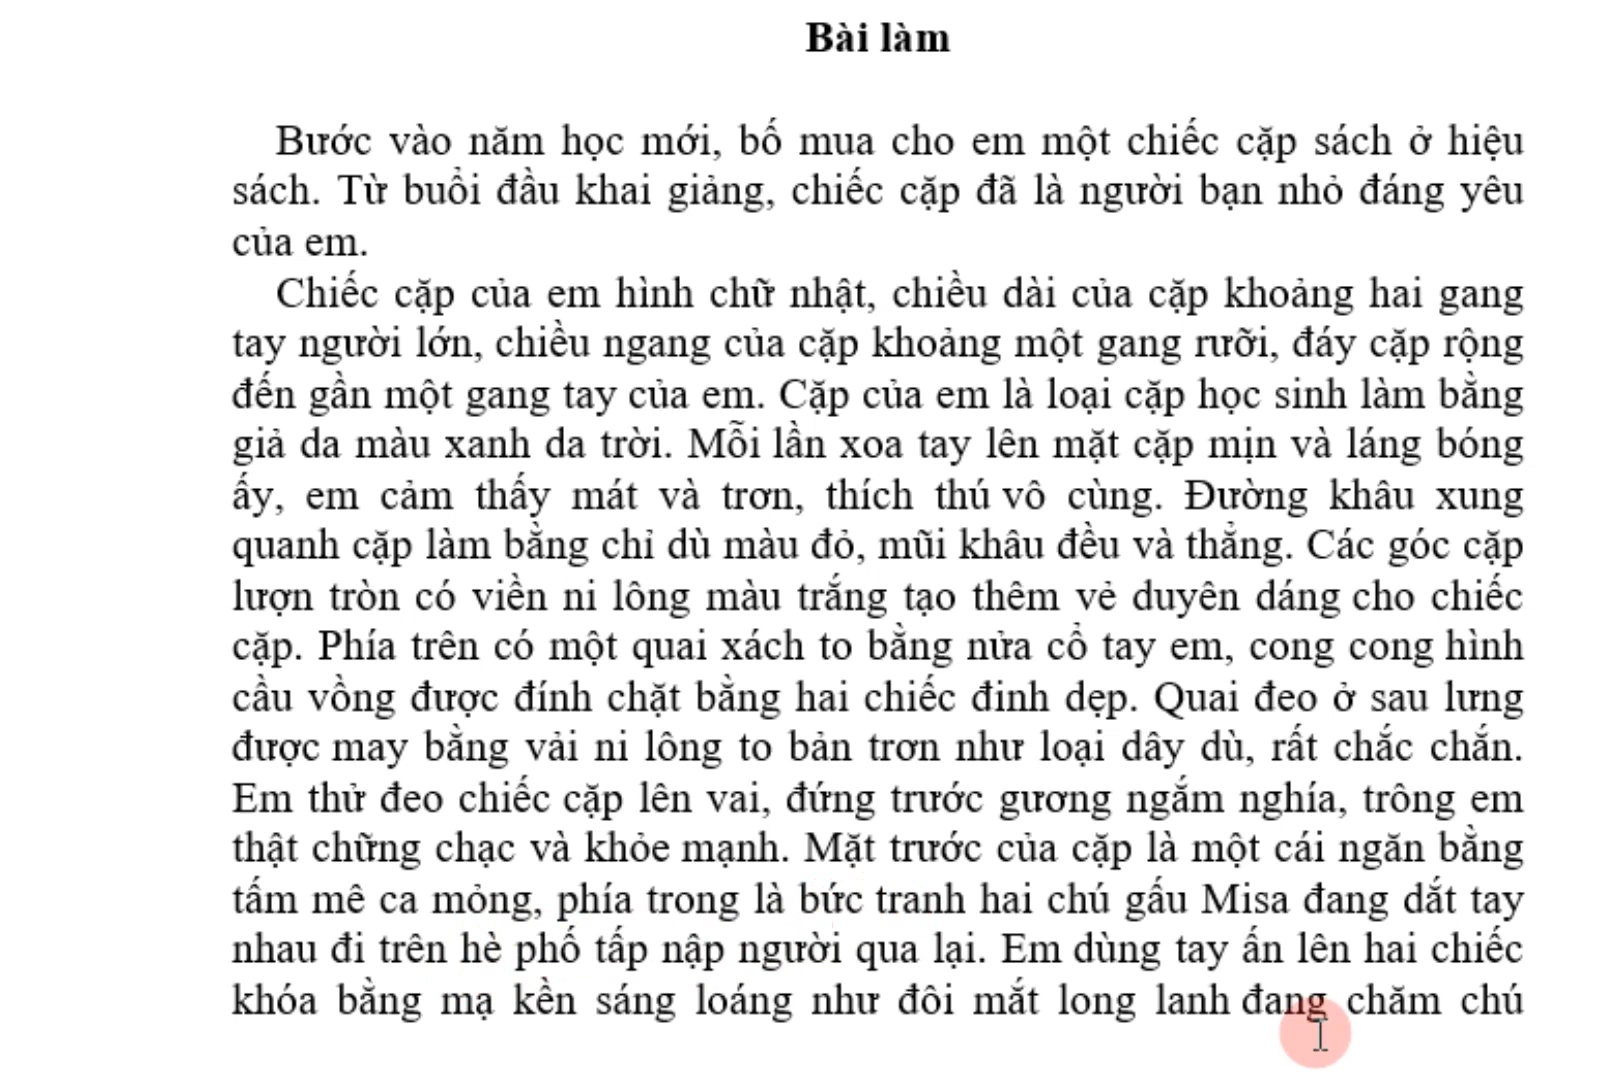 Bài làm
Bước vào năm học mới, bố mua cho em một chiếc cặp sách ở hiệu
sách. Từ buổi đầu khai giảng, chiếc cặp đã là người bạn nhỏ đáng yêu
của em.
Chiếc cặp của em hình chữ nhật, chiều dài của cặp khoảng hai gang
tay người lớn, chiều ngang của cặp khoảng một gang rưỡi, đáy cặp rộng
đến gần một gang tay của em. Cặp của em là loại cặp học sinh làm bằng
giả da màu xanh da trời. Mỗi lần xoa tay lên mặt cặp mịn và láng bóng
ấy, em cảm thấy mát và trơn, thích thú vô cùng. Đường khâu xung
quanh cặp làm bằng chỉ dù màu đỏ, mũi khâu đều và thẳng. Các góc cặp
lượn tròn có viền ni lông màu trắng tạo thêm vẻ duyên dáng cho chiếc
cặp. Phía trên có một quai xách to bằng nửa cổ tay em, cong cong hình
cầu vồng được đính chặt bằng hai chiếc đinh dẹp. Quai đeo ở sau lưng
được may bằng vải ni lông to bản trơn như loại dây dù, rất chắc chắn.
Em thử đeo chiếc cặp lên vai, đứng trước gương ngắm nghía, trông em
thật chững chạc và khỏe mạnh. Mặt trước của cặp là một cái ngăn bằng
tấm mê ca mỏng, phía trong là bức tranh hai chú gấu Misa đang dắt tay
nhau đi trên hè phố tấp nập người qua lại. Em dùng tay ấn lên hai chiếc
khóa bằng mạ kền sáng loáng như đôi mắt long lanh đang chăm chú